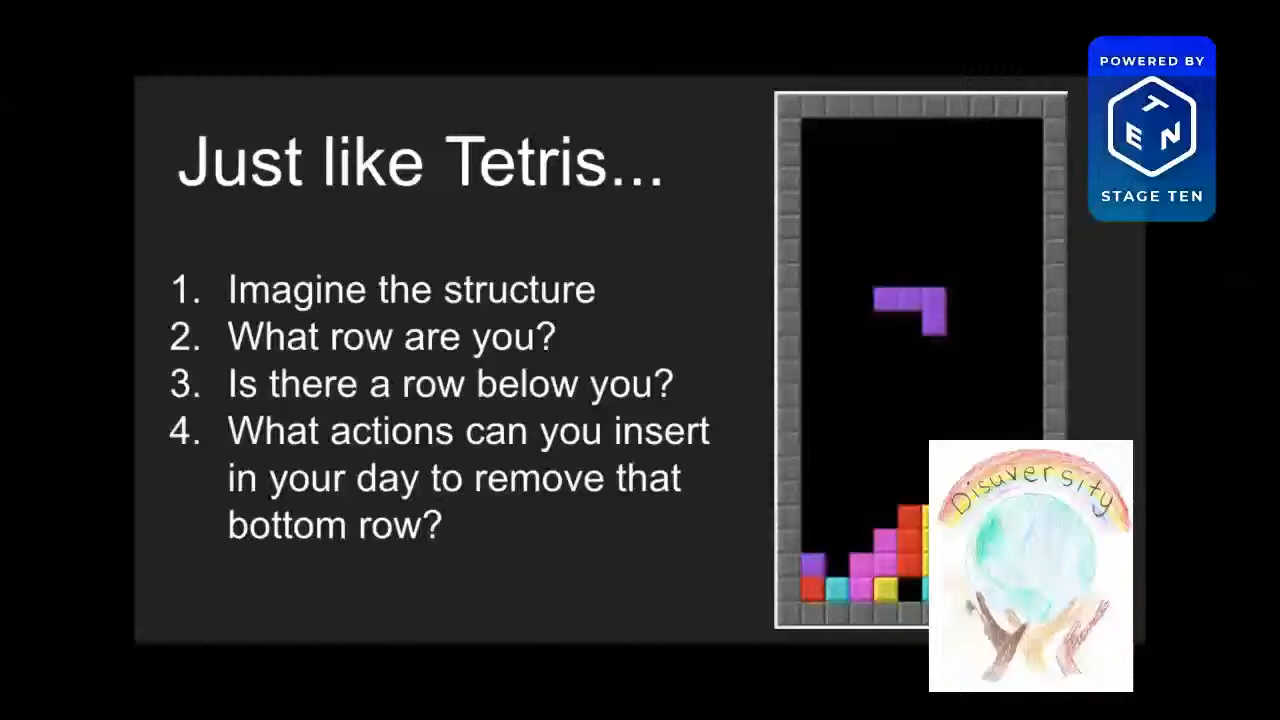 POWERED BY
T
E N
STAGE TEN
Just like Tetris...
1. Imagine the structure
2. What row are you?
3. Is there a row below you?
4. What actions can you insert
in your day to remove that
bottom row?
Disuversity